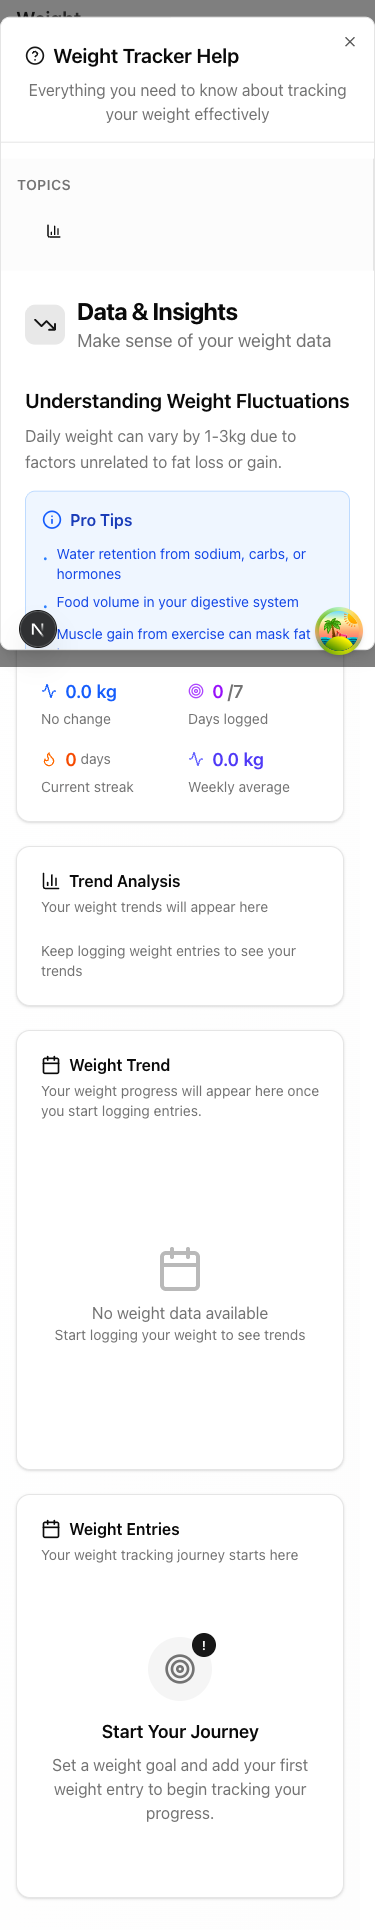 Weight Tracker Help
Everything you need to know about tracking
your weight effectively
TOPICS
Data & Insights
Make sense of your weight data
Understanding Weight Fluctuations
Daily weight can vary by 1-3kg due to
factors unrelated to fat loss or gain.
Pro Tips
• Water retention from sodium, carbs, or
hormones
• Food volume in your digestive system
Muscle gain from exercise can mask fat
N
0.0 kg
No change
0 /7
Days logged
0 days
Current streak
0.0 kg
Weekly average
Trend Analysis
Your weight trends will appear here
Keep logging weight entries to see your
trends
Weight Trend
Your weight progress will appear here once
you start logging entries.
No weight data available
Start logging your weight to see trends
Weight Entries
Your weight tracking journey starts here
!
Start Your Journey
Set a weight goal and add your first
weight entry to begin tracking your
progress.